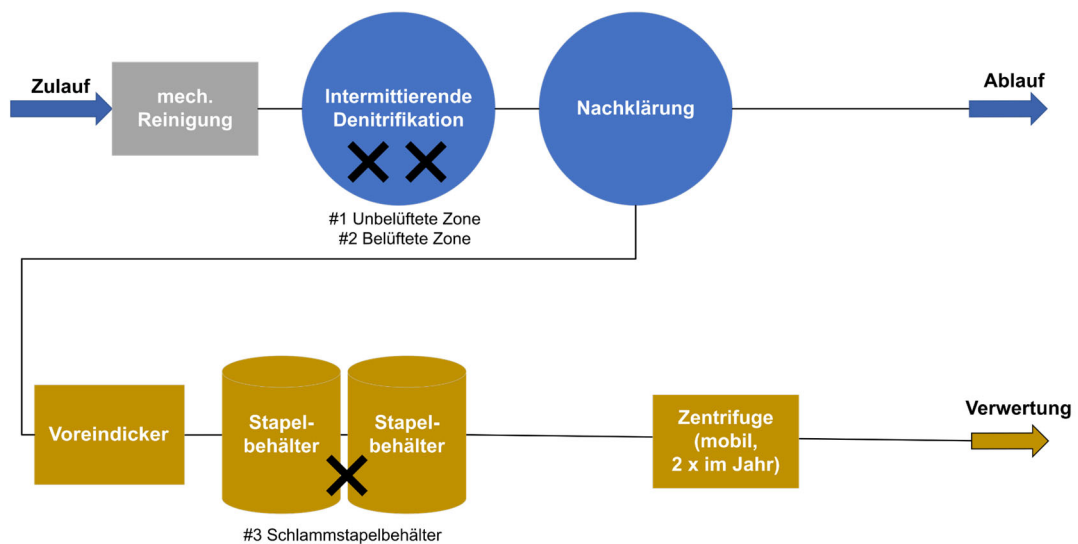 Zulauf
mech.
Reinigung
Intermittierende
Denitrifikation
Nachklärung
Ablauf
#1 Unbelüftete Zone
#2 Belüftete Zone
Voreindicker
Stapel-
behälter
Stapel-
behälter
Zentrifuge
(mobil,
2 x im Jahr)
Verwertung
#3 Schlammstapelbehälter